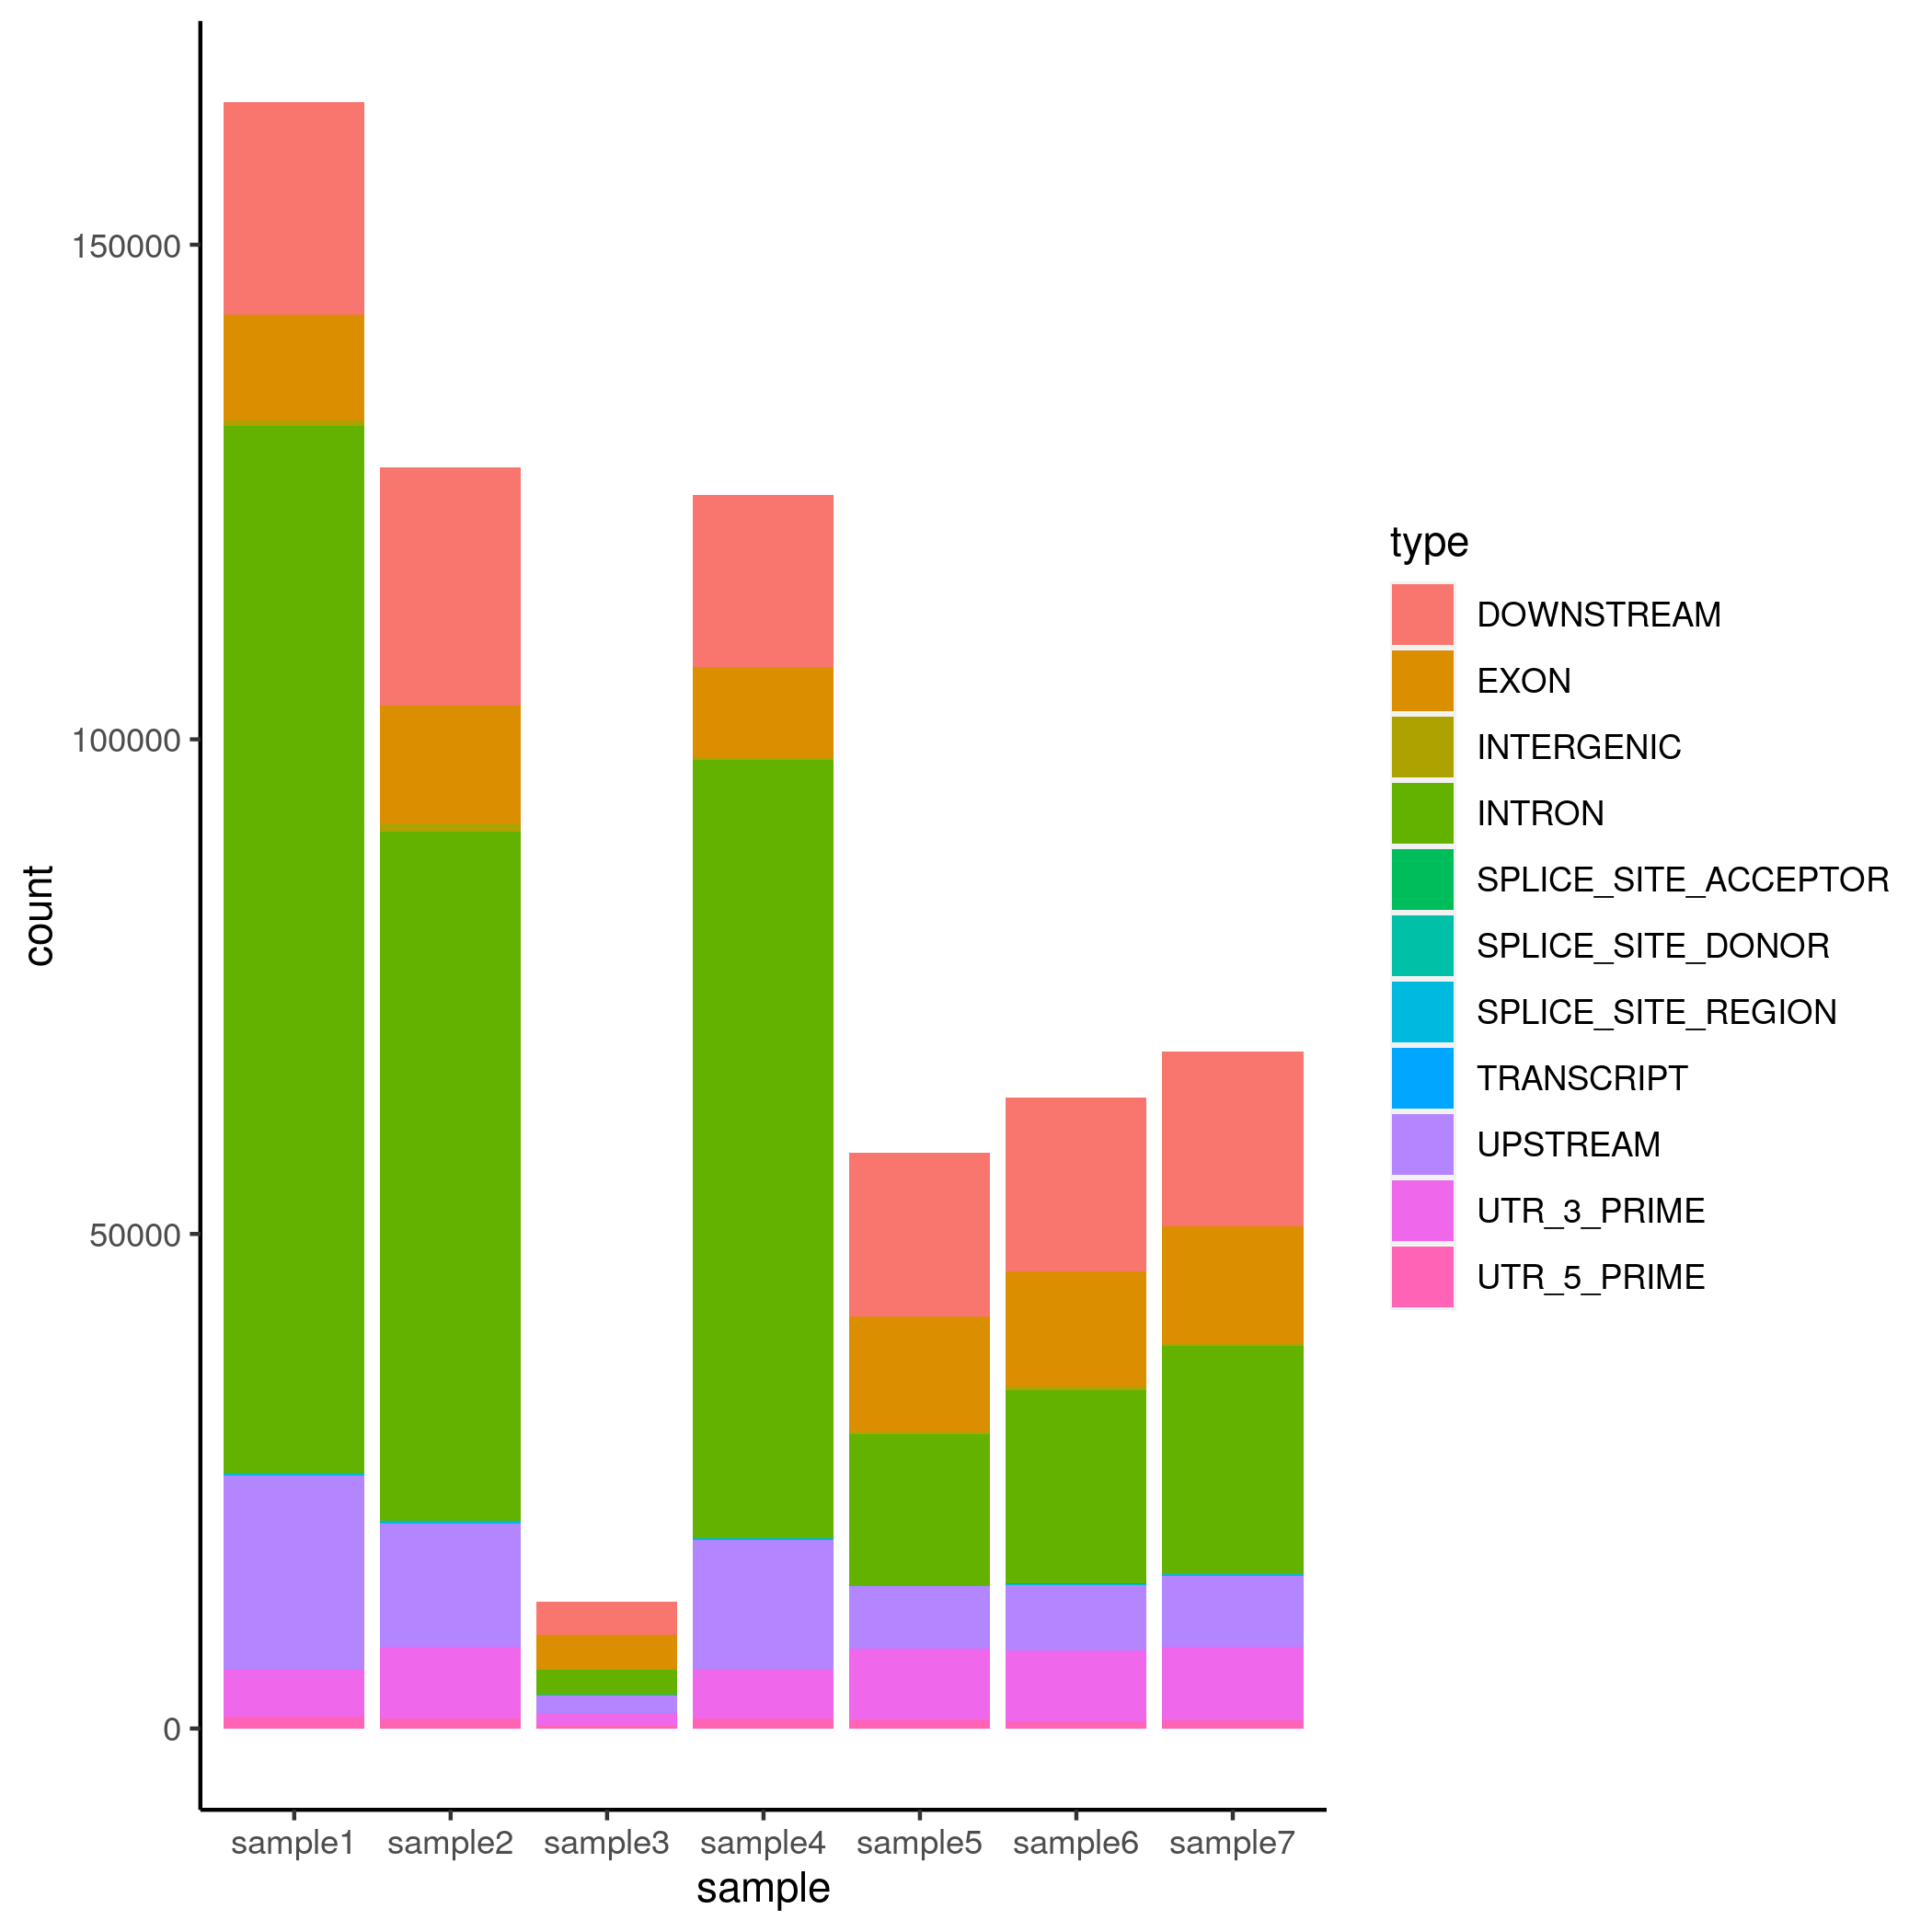 count
150000
100000
50000
0
sample1 sample2 sample3 sample4 sample5 sample6 sample7
sample
type
DOWNSTREAM
EXON
INTERGENIC
INTRON
SPLICE_SITE_ACCEPTOR
SPLICE_SITE_DONOR
SPLICE_SITE_REGION
TRANSCRIPT
UPSTREAM
UTR_3_PRIME
UTR_5_PRIME